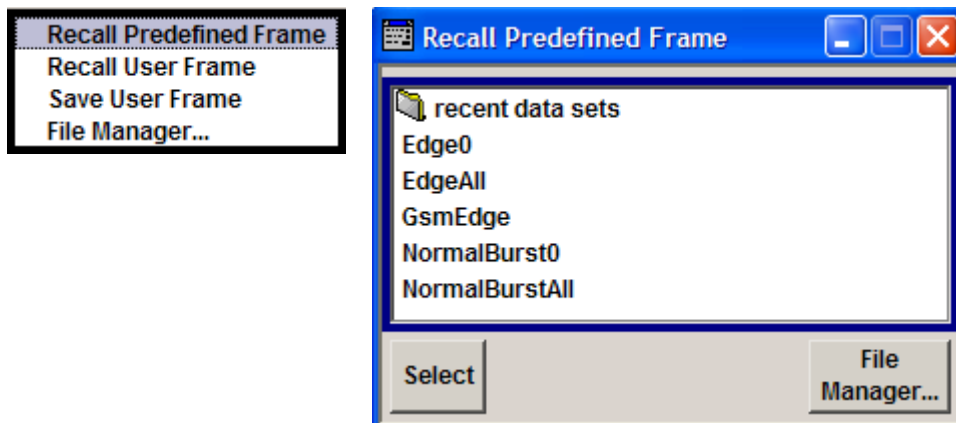 Recall Predefined Frame
Recall User Frame
Save User Frame
File Manager...
Recall Predefined Frame
recent data sets
Edge0
EdgeAll
GsmEdge
NormalBurst0
NormalBurstAll
Select
File
Manager...